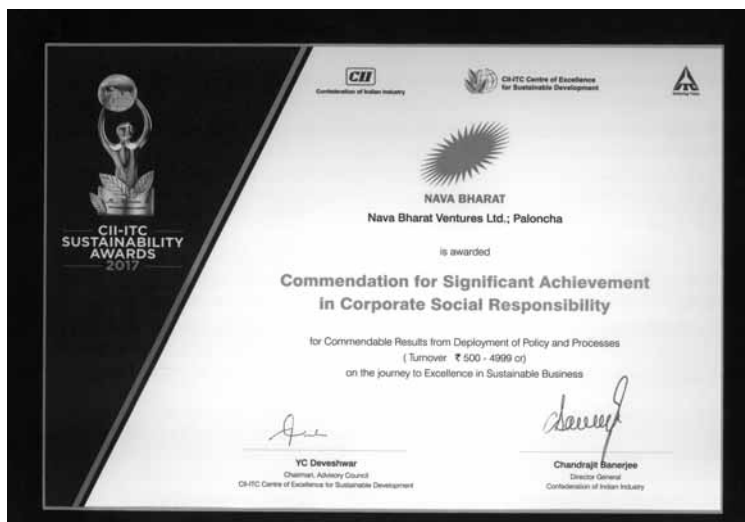 CII-ITC
SUSTAINABILITY
AWARDS
2017
CII
Confederation of Indian Industry
CII-ITC Centre of Excellence
for Sustainable Development
NAVA BHARAT
Nava Bharat Ventures Ltd.; Paloncha
is awarded
Commendation for Significant Achievement
in Corporate Social Responsibility
for Commendable Results from Deployment of Policy and Processes
( Turnover ₹ 500 - 4999 cr)
on the journey to Excellence in Sustainable Business
YC Deveshwar
Chairman, Advisory Council
CII-ITC Centre of Excellence for Sustainable Development
Chandrajit Banerjee
Director General
Confederation of Indian Industry